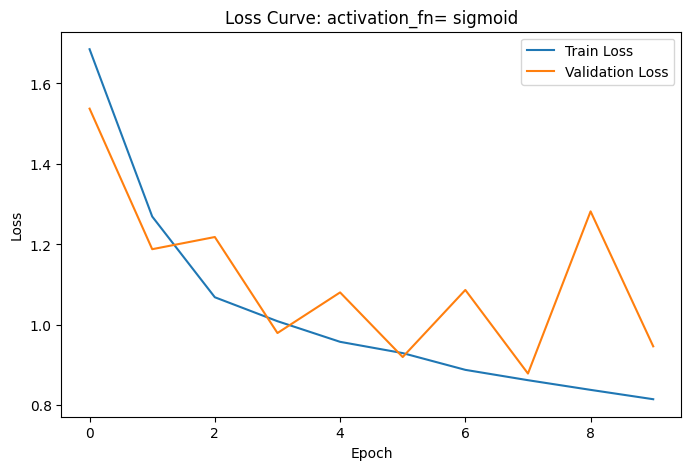 Loss Curve: activation_fn= sigmoid
Train Loss
Validation Loss
1.6
1.4
1.2
1.0
0.8
Loss
0 2 4 6 8
Epoch